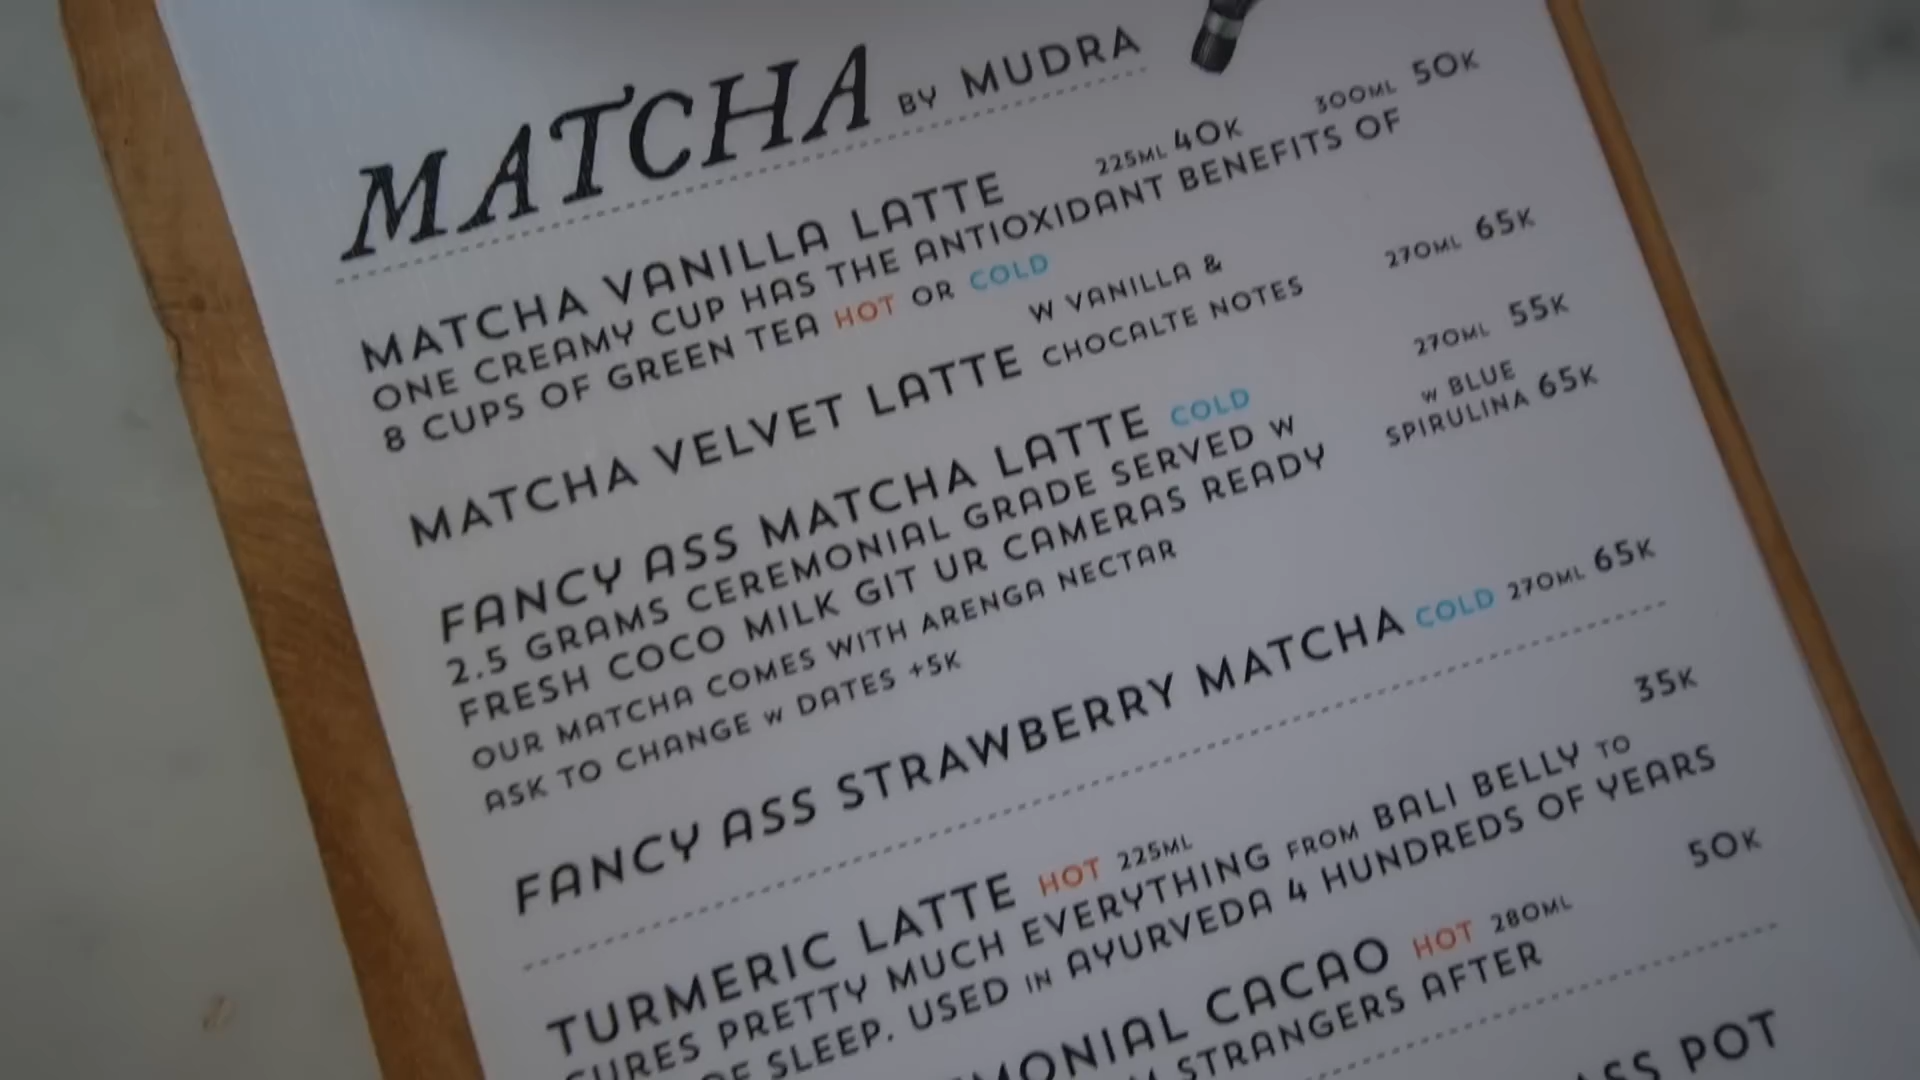 MATCHA BY MUDRA
MATCHA VANILLA LATTE 225ML 40K 300ML 50K
ONE CREAMY CUP HAS THE ANTIOXIDANT BENEFITS OF
8 CUPS OF GREEN TEA HOT OR COLD
MATCHA VELVET LATTE W VANILLA & CHOCALTE NOTES 270ML 65K
FANCY ASS MATCHA LATTE COLD 270ML 55K
2.5 GRAMS CEREMONIAL GRADE SERVED W
FRESH COCO MILK GIT UR CAMERAS READY
W BLUE
SPIRULINA 65K
OUR MATCHA COMES WITH ARENGA NECTAR
ASK TO CHANGE W DATES +5K
FANCY ASS STRAWBERRY MATCHA COLD 270ML 65K
TURMERIC LATTE HOT 225ML 35K
CURES PRETTY MUCH EVERYTHING FROM BALI BELLY TO
SLEEP. USED IN AYURVEDA 4 HUNDREDS OF YEARS
CACAO HOT 280ML 50K
STRANGERS AFTER
POT